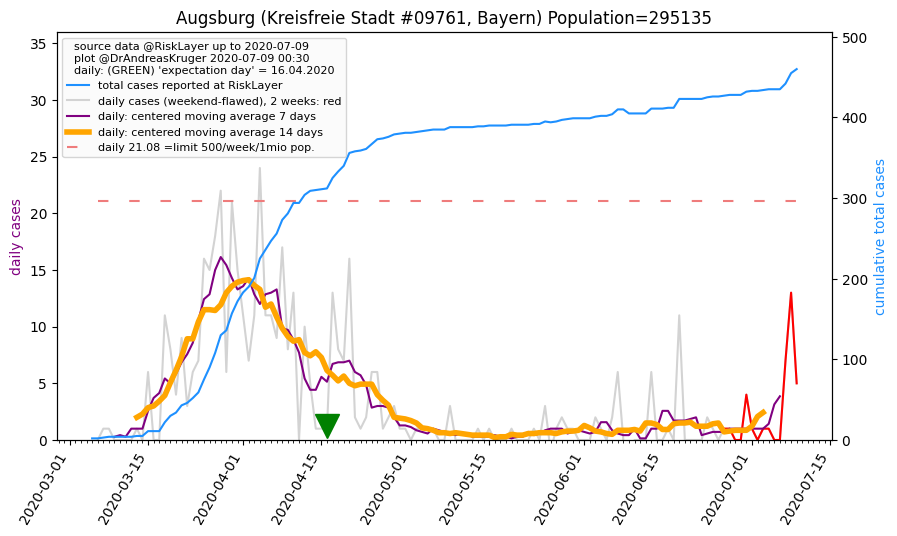 Augsburg (Kreisfreie Stadt #09761, Bayern) Population=295135
source data @RiskLayer up to 2020-07-09
plot @DrAndreasKruger 2020-07-09 00:30
daily: (GREEN) 'expectation day' = 16.04.2020
total cases reported at RiskLayer
daily cases (weekend-flawed), 2 weeks: red
daily: centered moving average 7 days
daily: centered moving average 14 days
daily 21.08 =limit 500/week/1mio pop.
daily cases
35
30
25
20
15
10
5
0
cumulative total cases
500
400
300
200
100
0
2020-03-01
2020-03-15
2020-04-01
2020-04-15
2020-05-01
2020-05-15
2020-06-01
2020-06-15
2020-07-01
2020-07-15